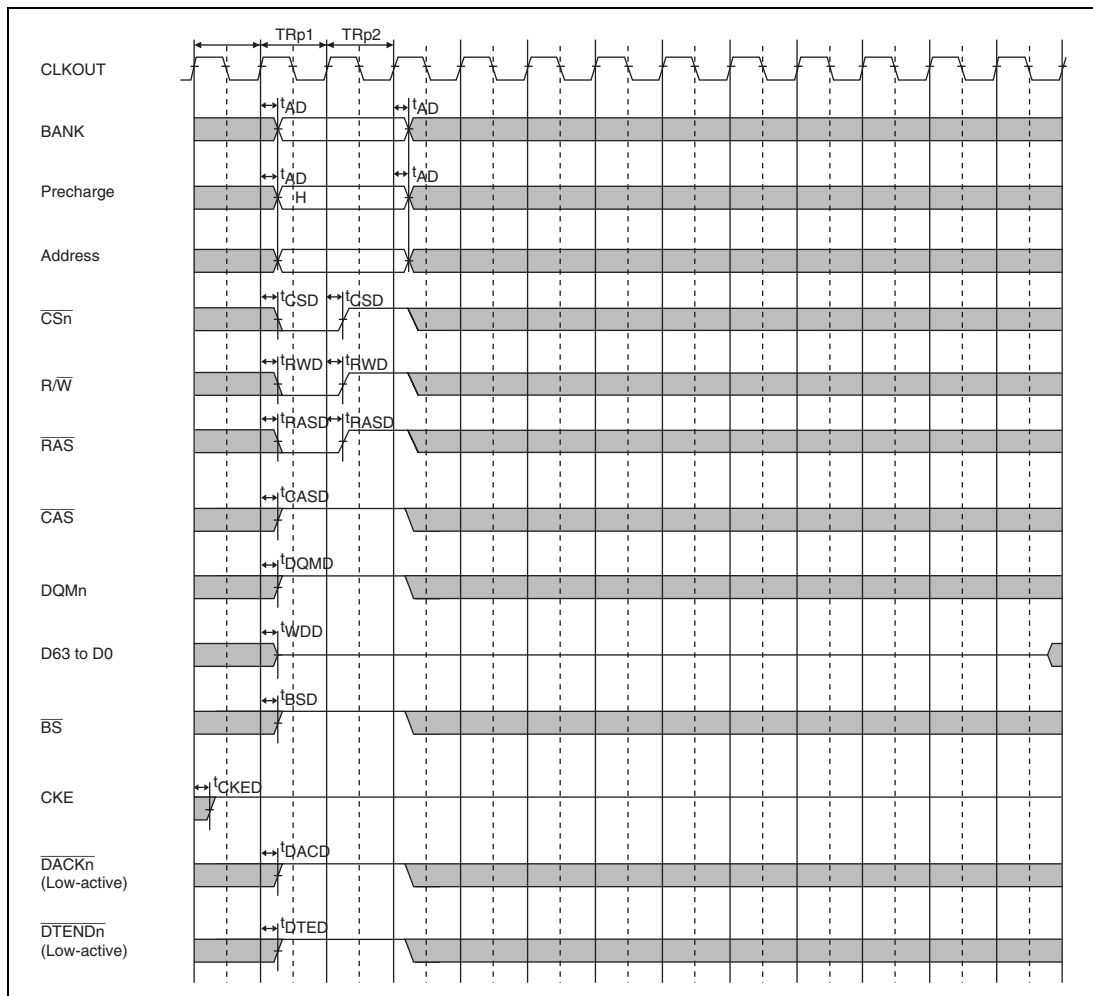 TRp1 TRp2
CLKOUT
tAD tAD
BANK
tAD tAD
Precharge H
Address
tCSD tCSD
CSn
tRWD tRWD
R/W
tRASD tRASD
RAS
tCASD
CAS
tDQMD
DQMn
tWDD
D63 to D0
tBSD
BS
tCKED
CKE
tDACD
DACKn
(Low-active)
tDTED
DTENDn
(Low-active)